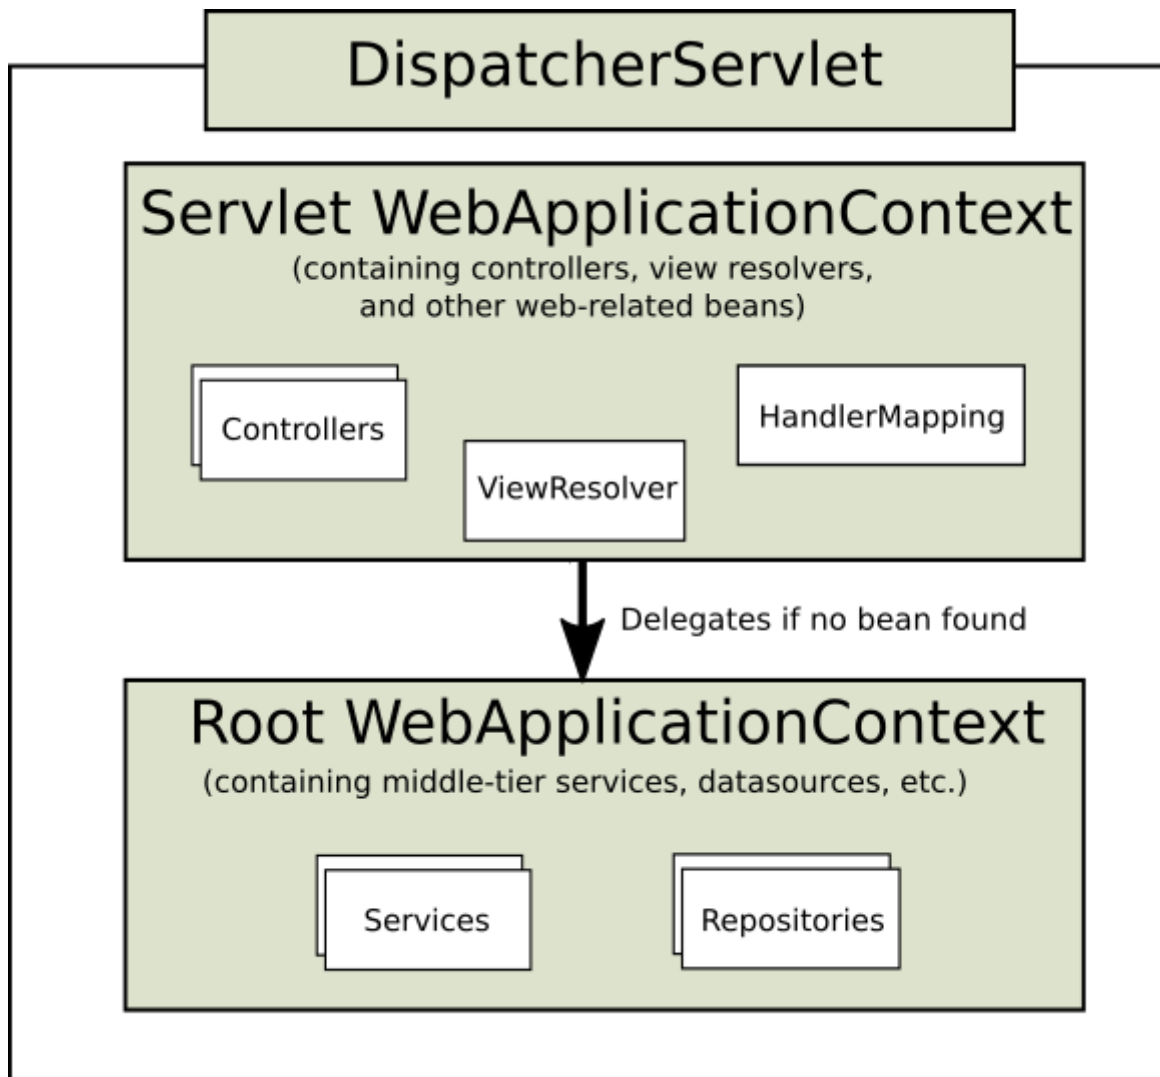 DispatcherServlet
Servlet WebApplicationContext
(containing controllers, view resolvers,
and other web-related beans)
Controllers
HandlerMapping
ViewResolver
Delegates if no bean found
Root WebApplicationContext
(containing middle-tier services, datasources, etc.)
Services
Repositories